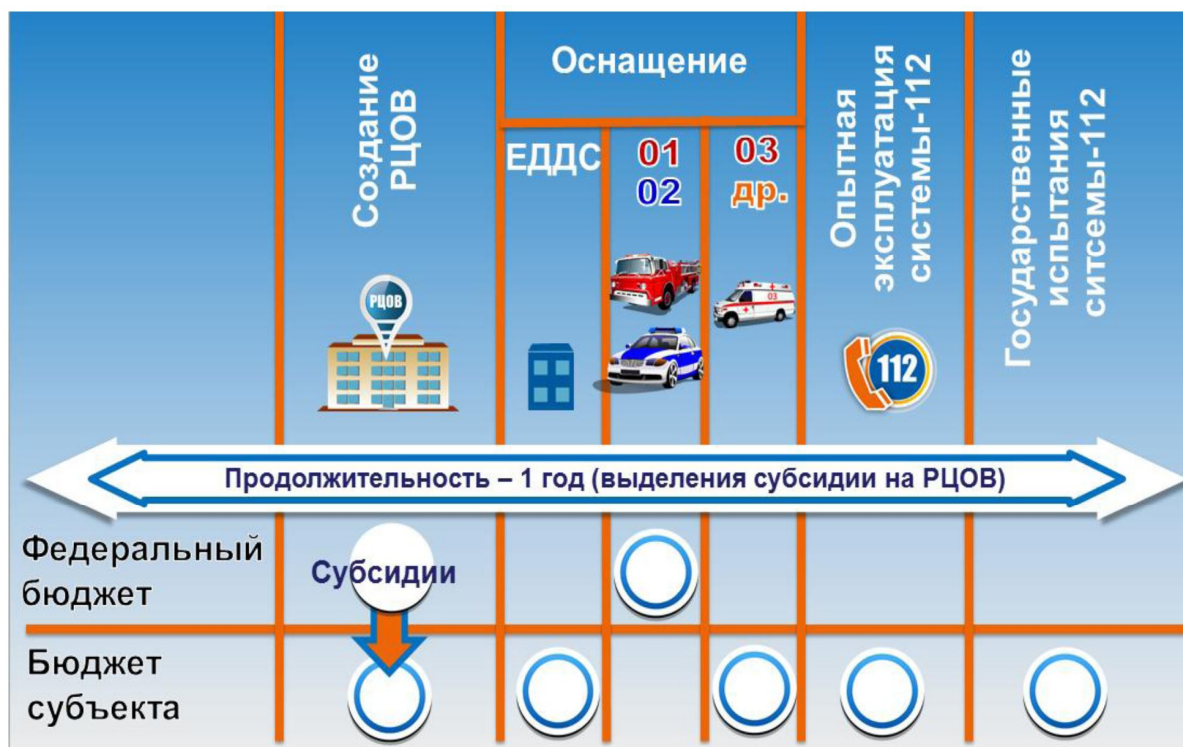 Создание
РЦОВ
Оснащение
ЕДДС
01
02
03
др.
Опытная
эксплуатация
системы-112
Государственные
испытания
ситсемы-112
РЦОВ
03
112
Продолжительность – 1 год (выделения субсидии на РЦОВ)
Федеральный
бюджет
Субсидии
Бюджет
субъекта